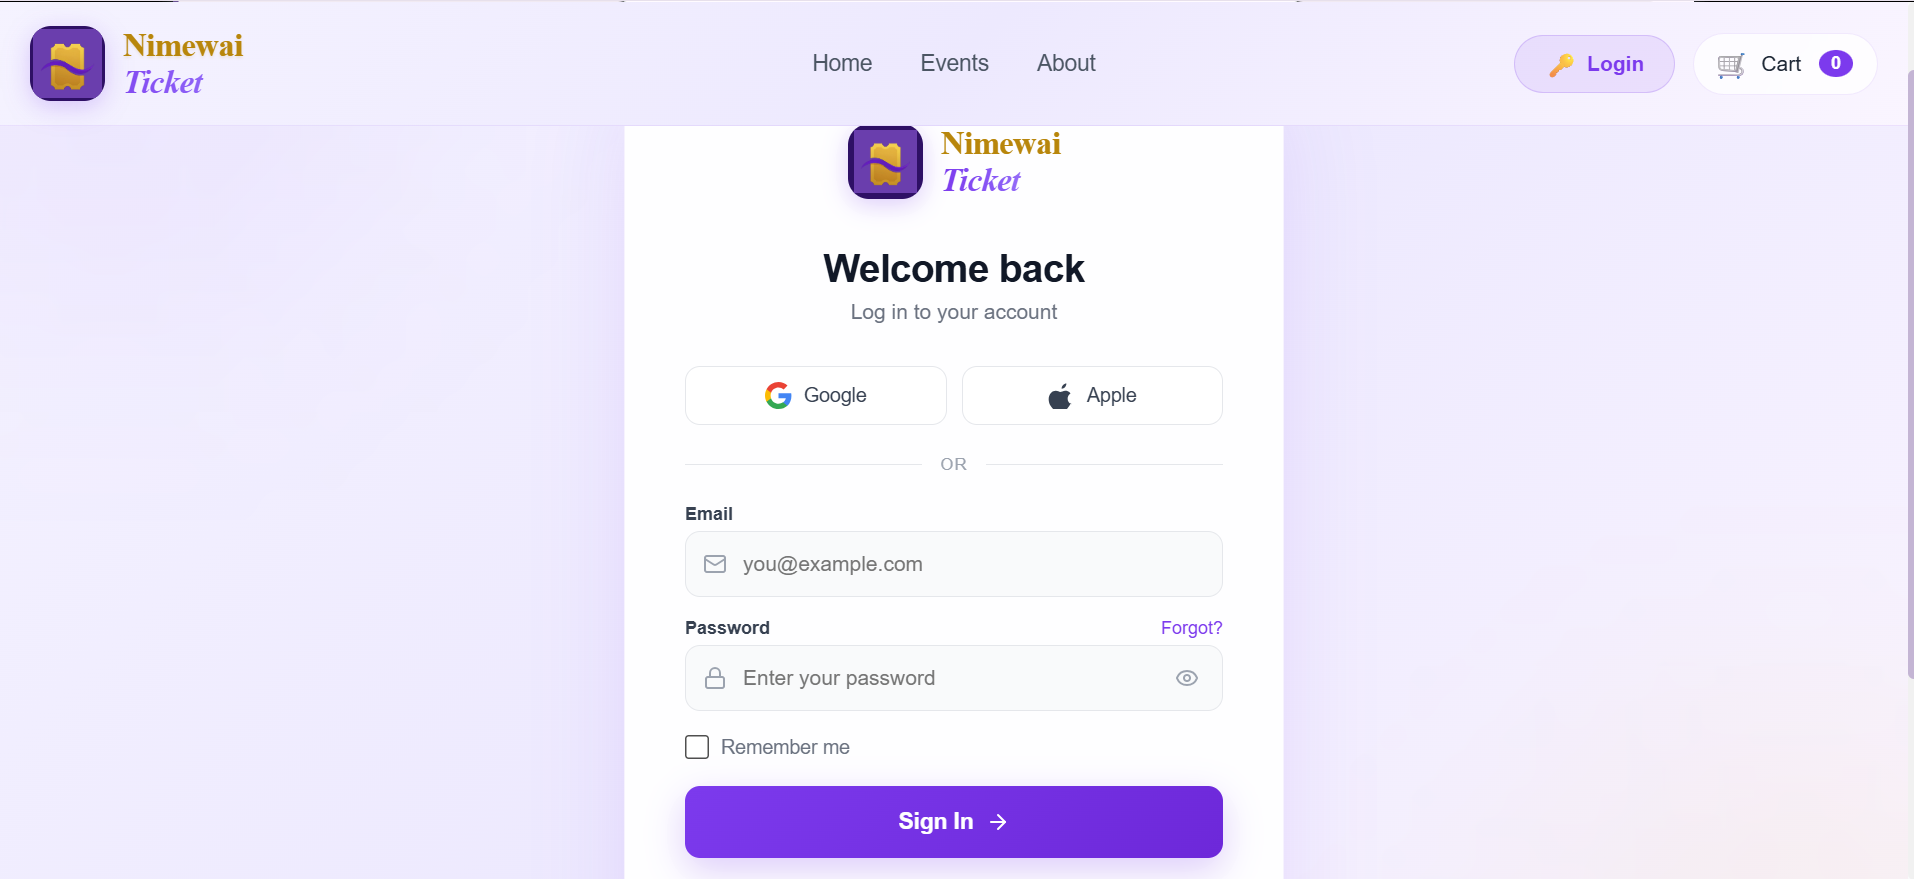 Nimewai
Ticket
Home
Events
About
Login
Cart
0
Nimewai
Ticket
Welcome back
Log in to your account
Google
Apple
OR
Email
you@example.com
Password
Forgot?
Enter your password
Remember me
Sign In →